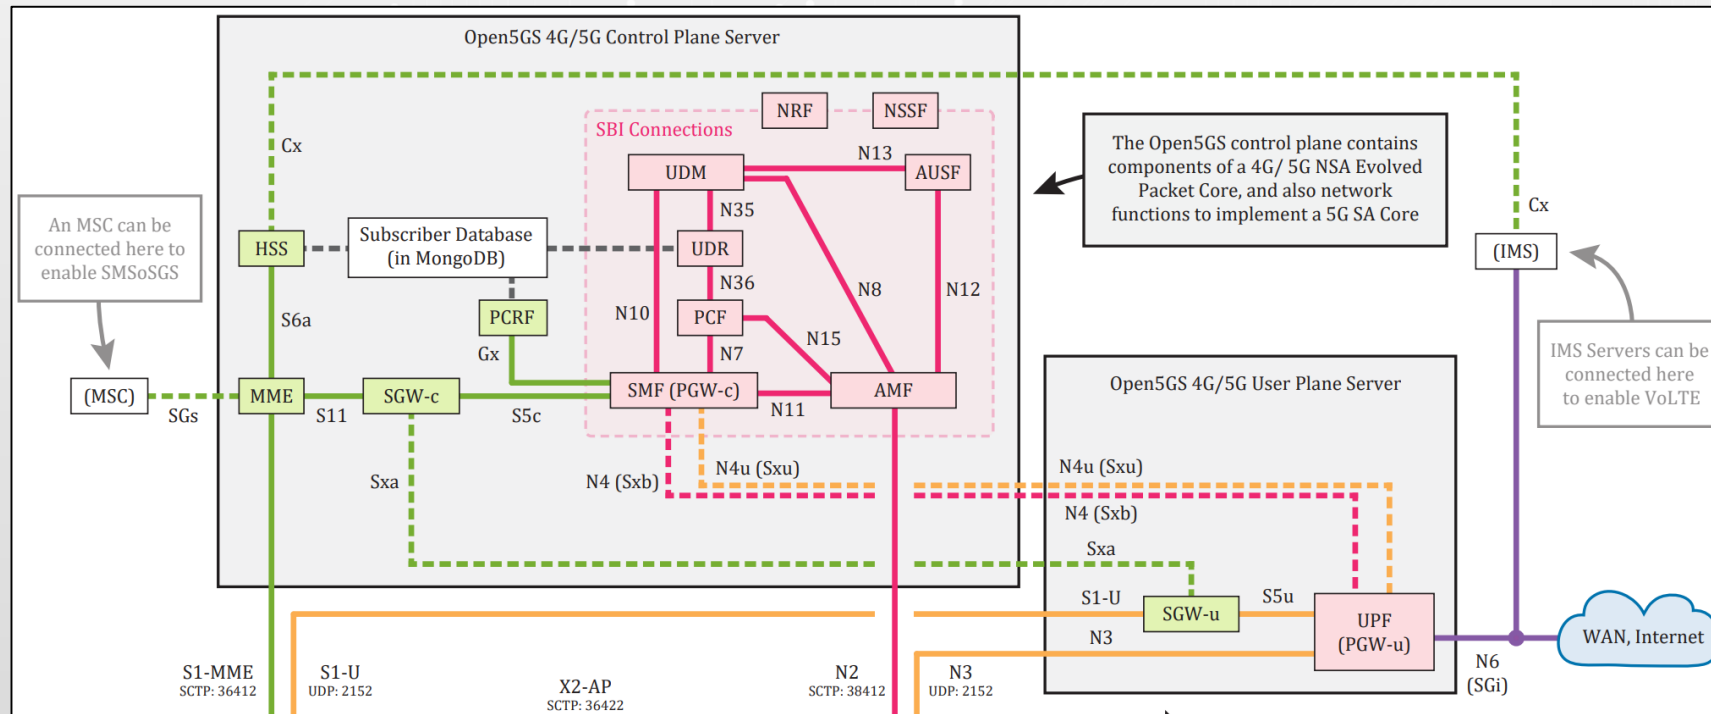 Open5GS 4G/5G Control Plane Server
NRF
NSSF
SBI Connections
Cx
N13
UDM
AUSF
The Open5GS control plane contains
components of a 4G/ 5G NSA Evolved
Packet Core, and also network
functions to implement a 5G SA Core
An MSC can be
connected here to
enable SMSoSGS
N35
Cx
HSS
Subscriber Database
(in MongoDB)
UDR
(IMS)
N36
N8
N12
S6a
PCRF
N10
PCF
N15
Gx
N7
IMS Servers can be
connected here
to enable VoLTE
Open5GS 4G/5G User Plane Server
(MSC)
SGs
MME
S11
SGW-c
S5c
SMF (PGW-c)
N11
AMF
Sxa
N4 (Sxb)
N4u (Sxu)
N4u (Sxu)
N4 (Sxb)
Sxa
S1-U
SGW-u
S5u
N3
UPF
(PGW-u)
WAN, Internet
N6
(SGi)
S1-MME
SCTP: 36412
S1-U
UDP: 2152
X2-AP
SCTP: 36422
N2
SCTP: 38412
N3
UDP: 2152